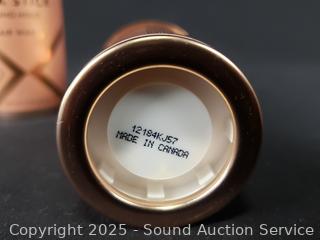 12184KJ57
MADE IN CANADA
Copyright 2025 - Sound Auction Service